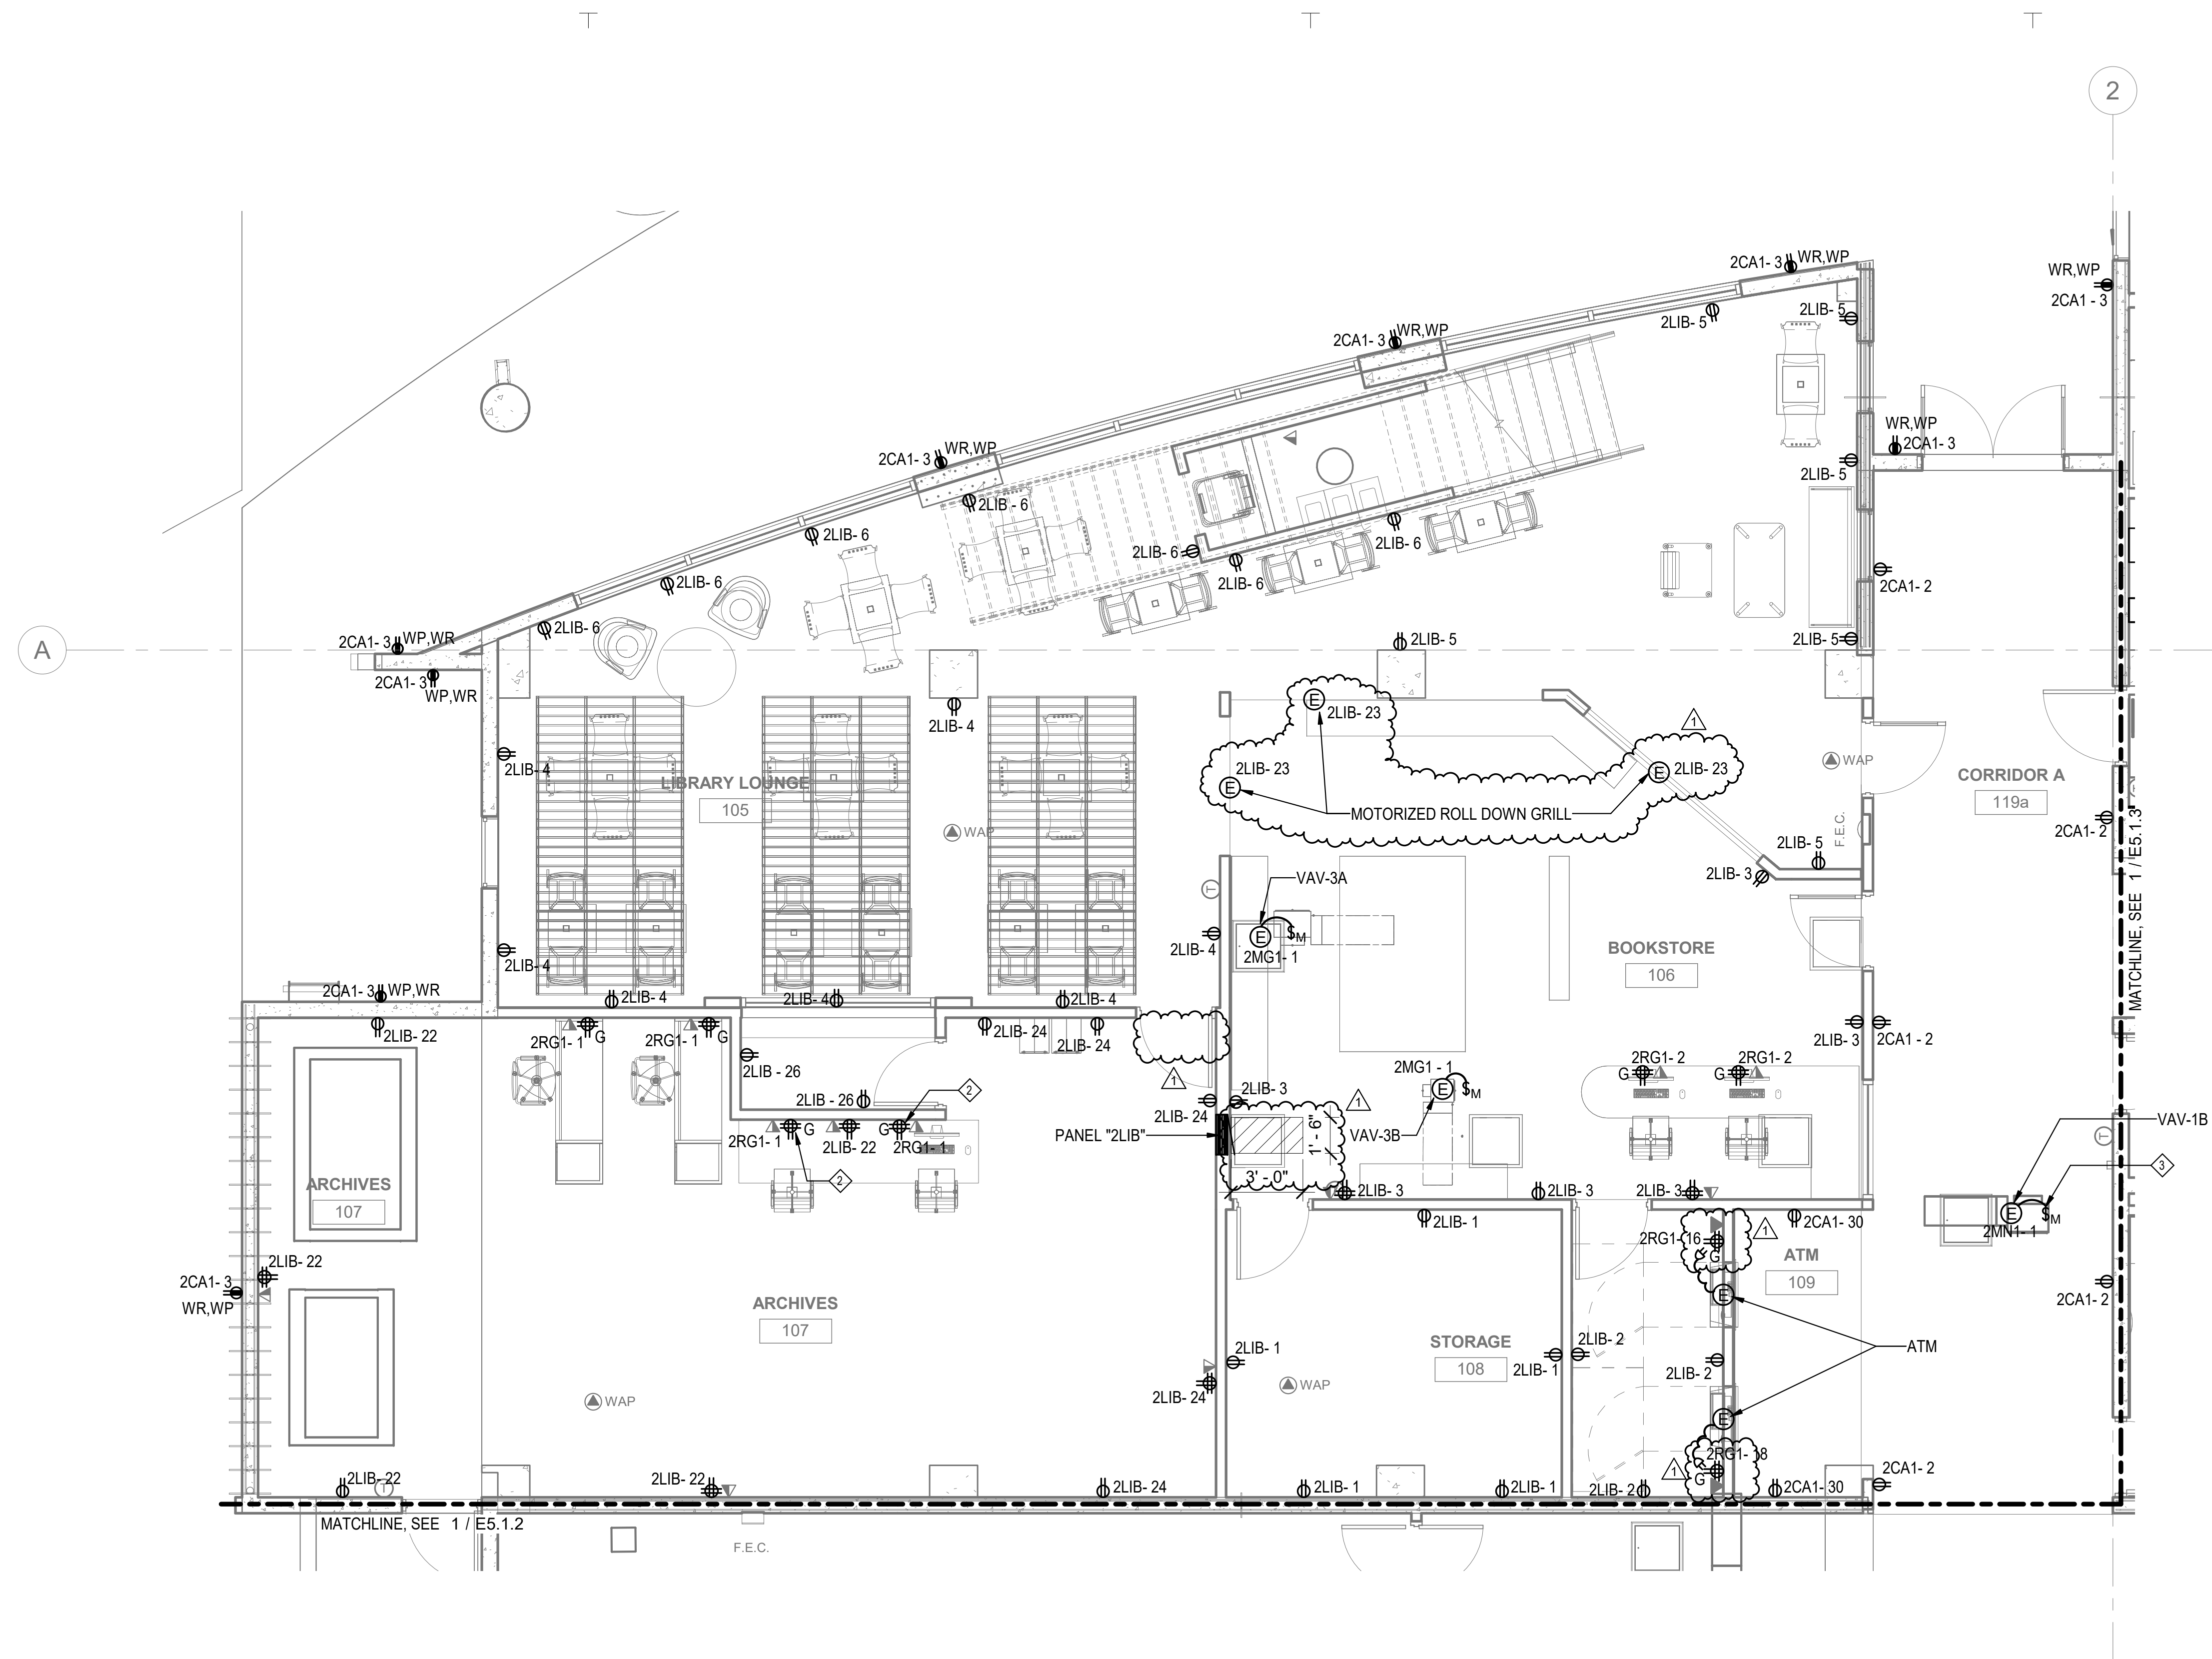 2
2CA1- 3 WR,WP
WR,WP
2CA1 - 3
2LIB- 5
2LIB- 5
2CA1- 3 WR,WP
WR,WP
2CA1- 3
2CA1- 3 WR,WP
2LIB- 5
2LIB - 6
2LIB- 6
2LIB- 6
2LIB- 6
2LIB- 6
2LIB- 6
2CA1- 2
2LIB- 6
2CA1- 3 WP,WR
A
2LIB- 5
2LIB- 5
2CA1- 3
WP,WR
2LIB- 4
2LIB- 23
1
2LIB- 4
2LIB- 23
2LIB- 23
WAP
LIBRARY LOUNGE
105
CORRIDOR A
119a
MOTORIZED ROLL DOWN GRILL
E
E
E
WAP
F.E.C.
2CA1- 2
MATCHLINE, SEE 1 / E5.1.3
2LIB- 5
2LIB- 3
VAV-3A
T
E
$M
2LIB- 4
2MG1- 1
BOOKSTORE
106
2LIB- 4
2CA1- 3 WP,WR
2LIB- 4
2LIB- 4
2LIB- 4
2LIB- 22
2RG1- 1
G
2RG1- 1
G
2LIB- 24
2LIB- 24
2LIB- 3
2CA1 - 2
2LIB - 26
2LIB - 26
2
1
2LIB- 3
2MG1 - 1
E
$M
2RG1- 2
G
2RG1- 2
G
2LIB- 24
1
2RG1- 1
G
2LIB- 22
G
2RG1- 1
PANEL "2LIB"
1' - 6"
VAV-3B
VAV-1B
T
3
2
3' - 0"
ARCHIVES
107
2LIB- 3
2LIB- 3
2LIB- 3
2LIB- 1
2CA1- 30
E
$M
2MN1- 1
2RG1- 16
G
1
ATM
109
2LIB- 22
2CA1- 3
WR,WP
2CA1- 2
E
ARCHIVES
107
STORAGE
108
2LIB- 1
2LIB- 2
2LIB- 1
ATM
2LIB- 2
2LIB- 24
WAP
WAP
E
2RG1- 18
G
1
2LIB- 22
T
2LIB- 22
2LIB- 24
2LIB- 1
2LIB- 1
2LIB- 2
2CA1- 30
2CA1- 2
MATCHLINE, SEE 1 / E5.1.2
F.E.C.